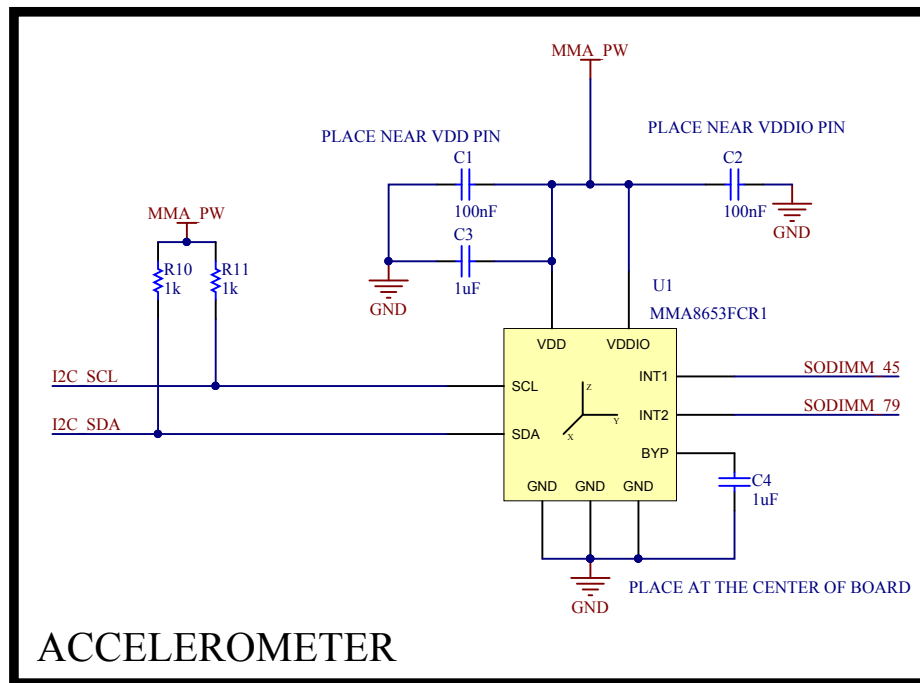 MMA_PW
PLACE NEAR VDD PIN
PLACE NEAR VDDIO PIN
C1
100nF
C2
100nF
GND
C3
1uF
GND
MMA_PW
R10
1k
R11
1k
U1
MMA8653FCR1
VDD
VDDIO
I2C_SCL
SCL
INT1
SODIMM_45
I2C_SDA
SDA
INT2
SODIMM_79
Z
Y
X
BYP
C4
1uF
GND
GND
GND
GND
PLACE AT THE CENTER OF BOARD
ACCELEROMETER